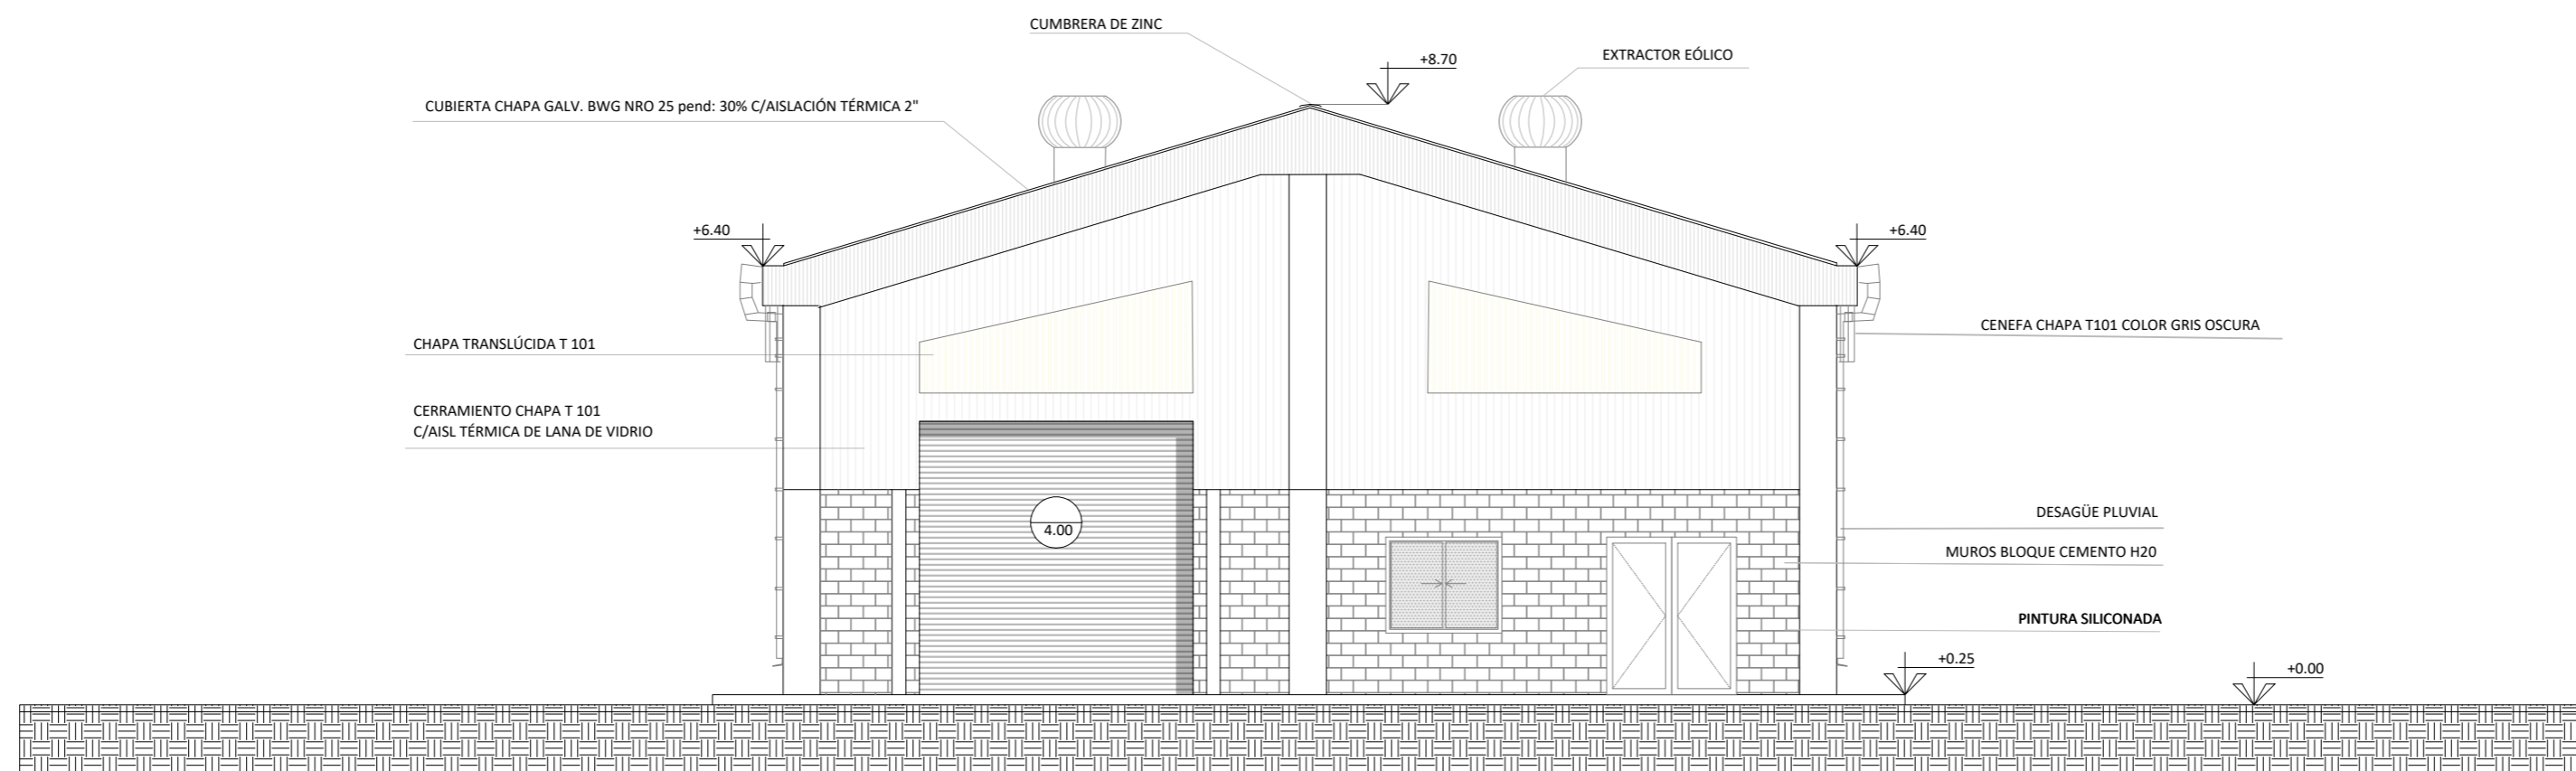 CUMBRERA DE ZINC
+8.70
EXTRACTOR EÓLICO
CUBIERTA CHAPA GALV. BWG NRO 25 pend: 30% C/AISLACIÓN TÉRMICA 2"
+6.40
+6.40
CENEFA CHAPA T101 COLOR GRIS OSCURA
CHAPA TRANSLÚCIDA T 101
CERRAMIENTO CHAPA T 101
C/AISL TÉRMICA DE LANA DE VIDRIO
4.00
DESAGÜE PLUVIAL
MUROS BLOQUE CEMENTO H20
PINTURA SILICONADA
+0.25
+0.00